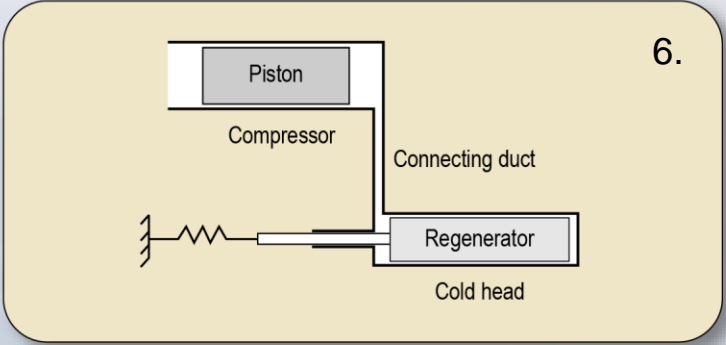 6.
Piston
Compressor
Connecting duct
Regenerator
Cold head